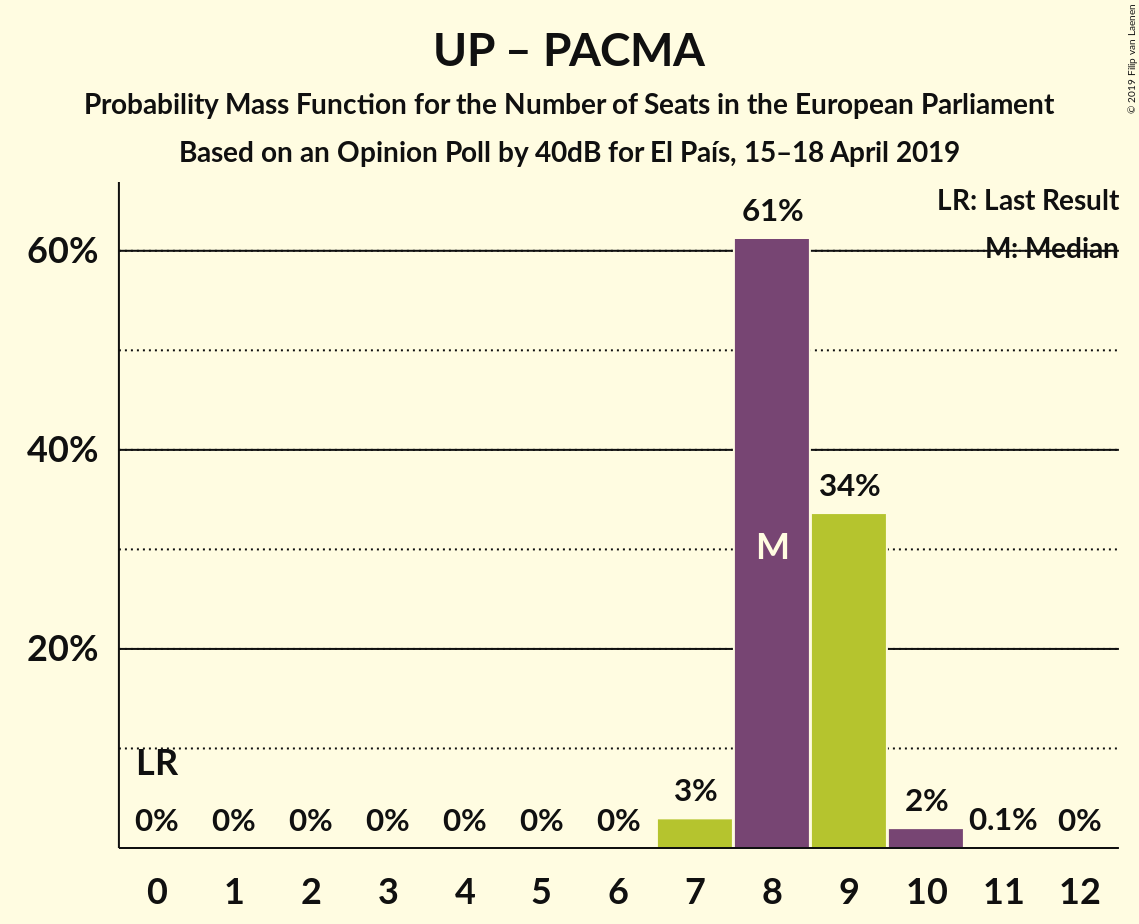 UP – PACMA
Probability Mass Function for the Number of Seats in the European Parliament
Based on an Opinion Poll by 40dB for El País, 15–18 April 2019
© 2019 Filip van Laenen
LR: Last Result
M: Median
60%
40%
20%
61%
34%
M
LR
0% 0% 0% 0% 0% 0% 0% 3% 2% 0.1% 0%
0 1 2 3 4 5 6 7 8 9 10 11 12